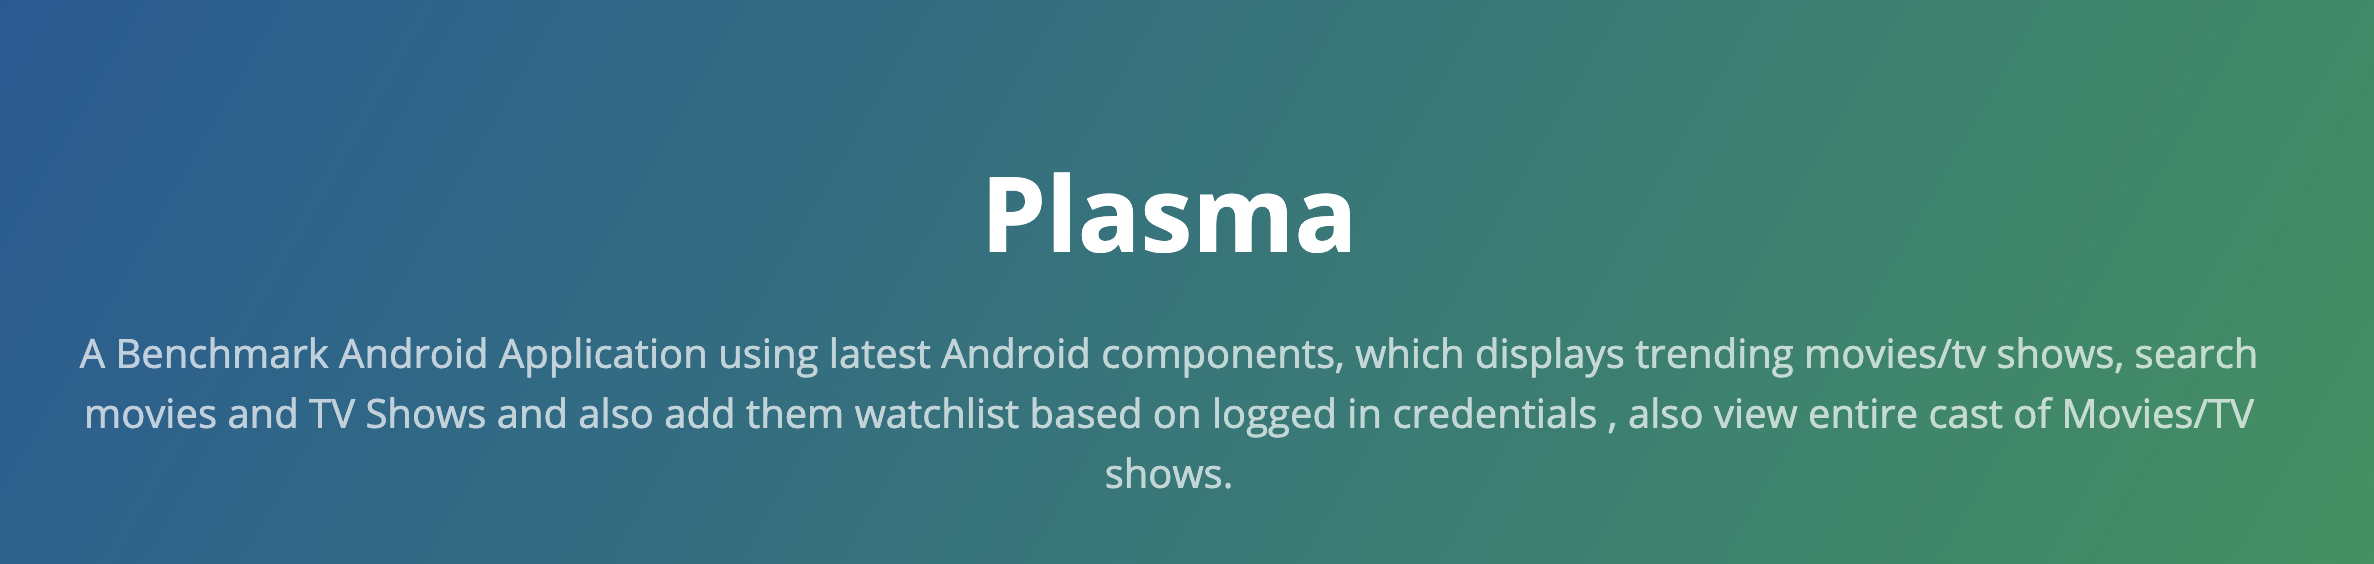 Plasma
A Benchmark Android Application using latest Android components, which displays trending movies/tv shows, search
movies and TV Shows and also add them watchlist based on logged in credentials , also view entire cast of Movies/TV
shows.